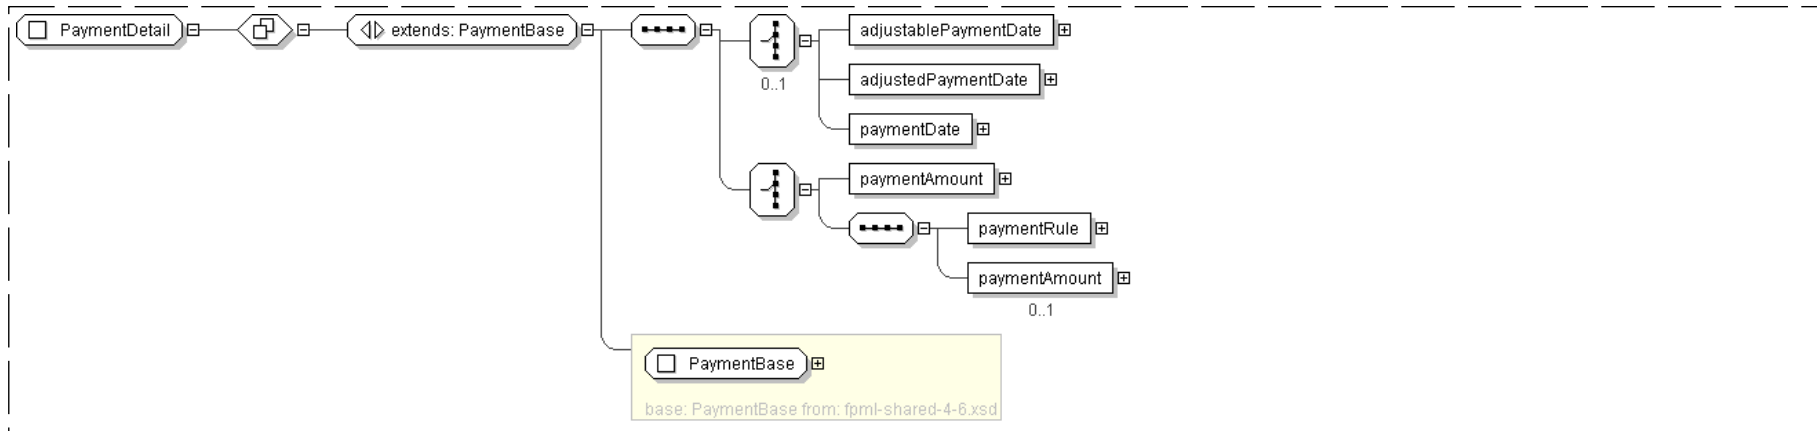 PaymentDetail
extends: PaymentBase
adjustablePaymentDate
0..1
adjustedPaymentDate
paymentDate
paymentAmount
paymentRule
paymentAmount
0..1
PaymentBase
base: PaymentBase from: fpml-shared-4-6.xsd